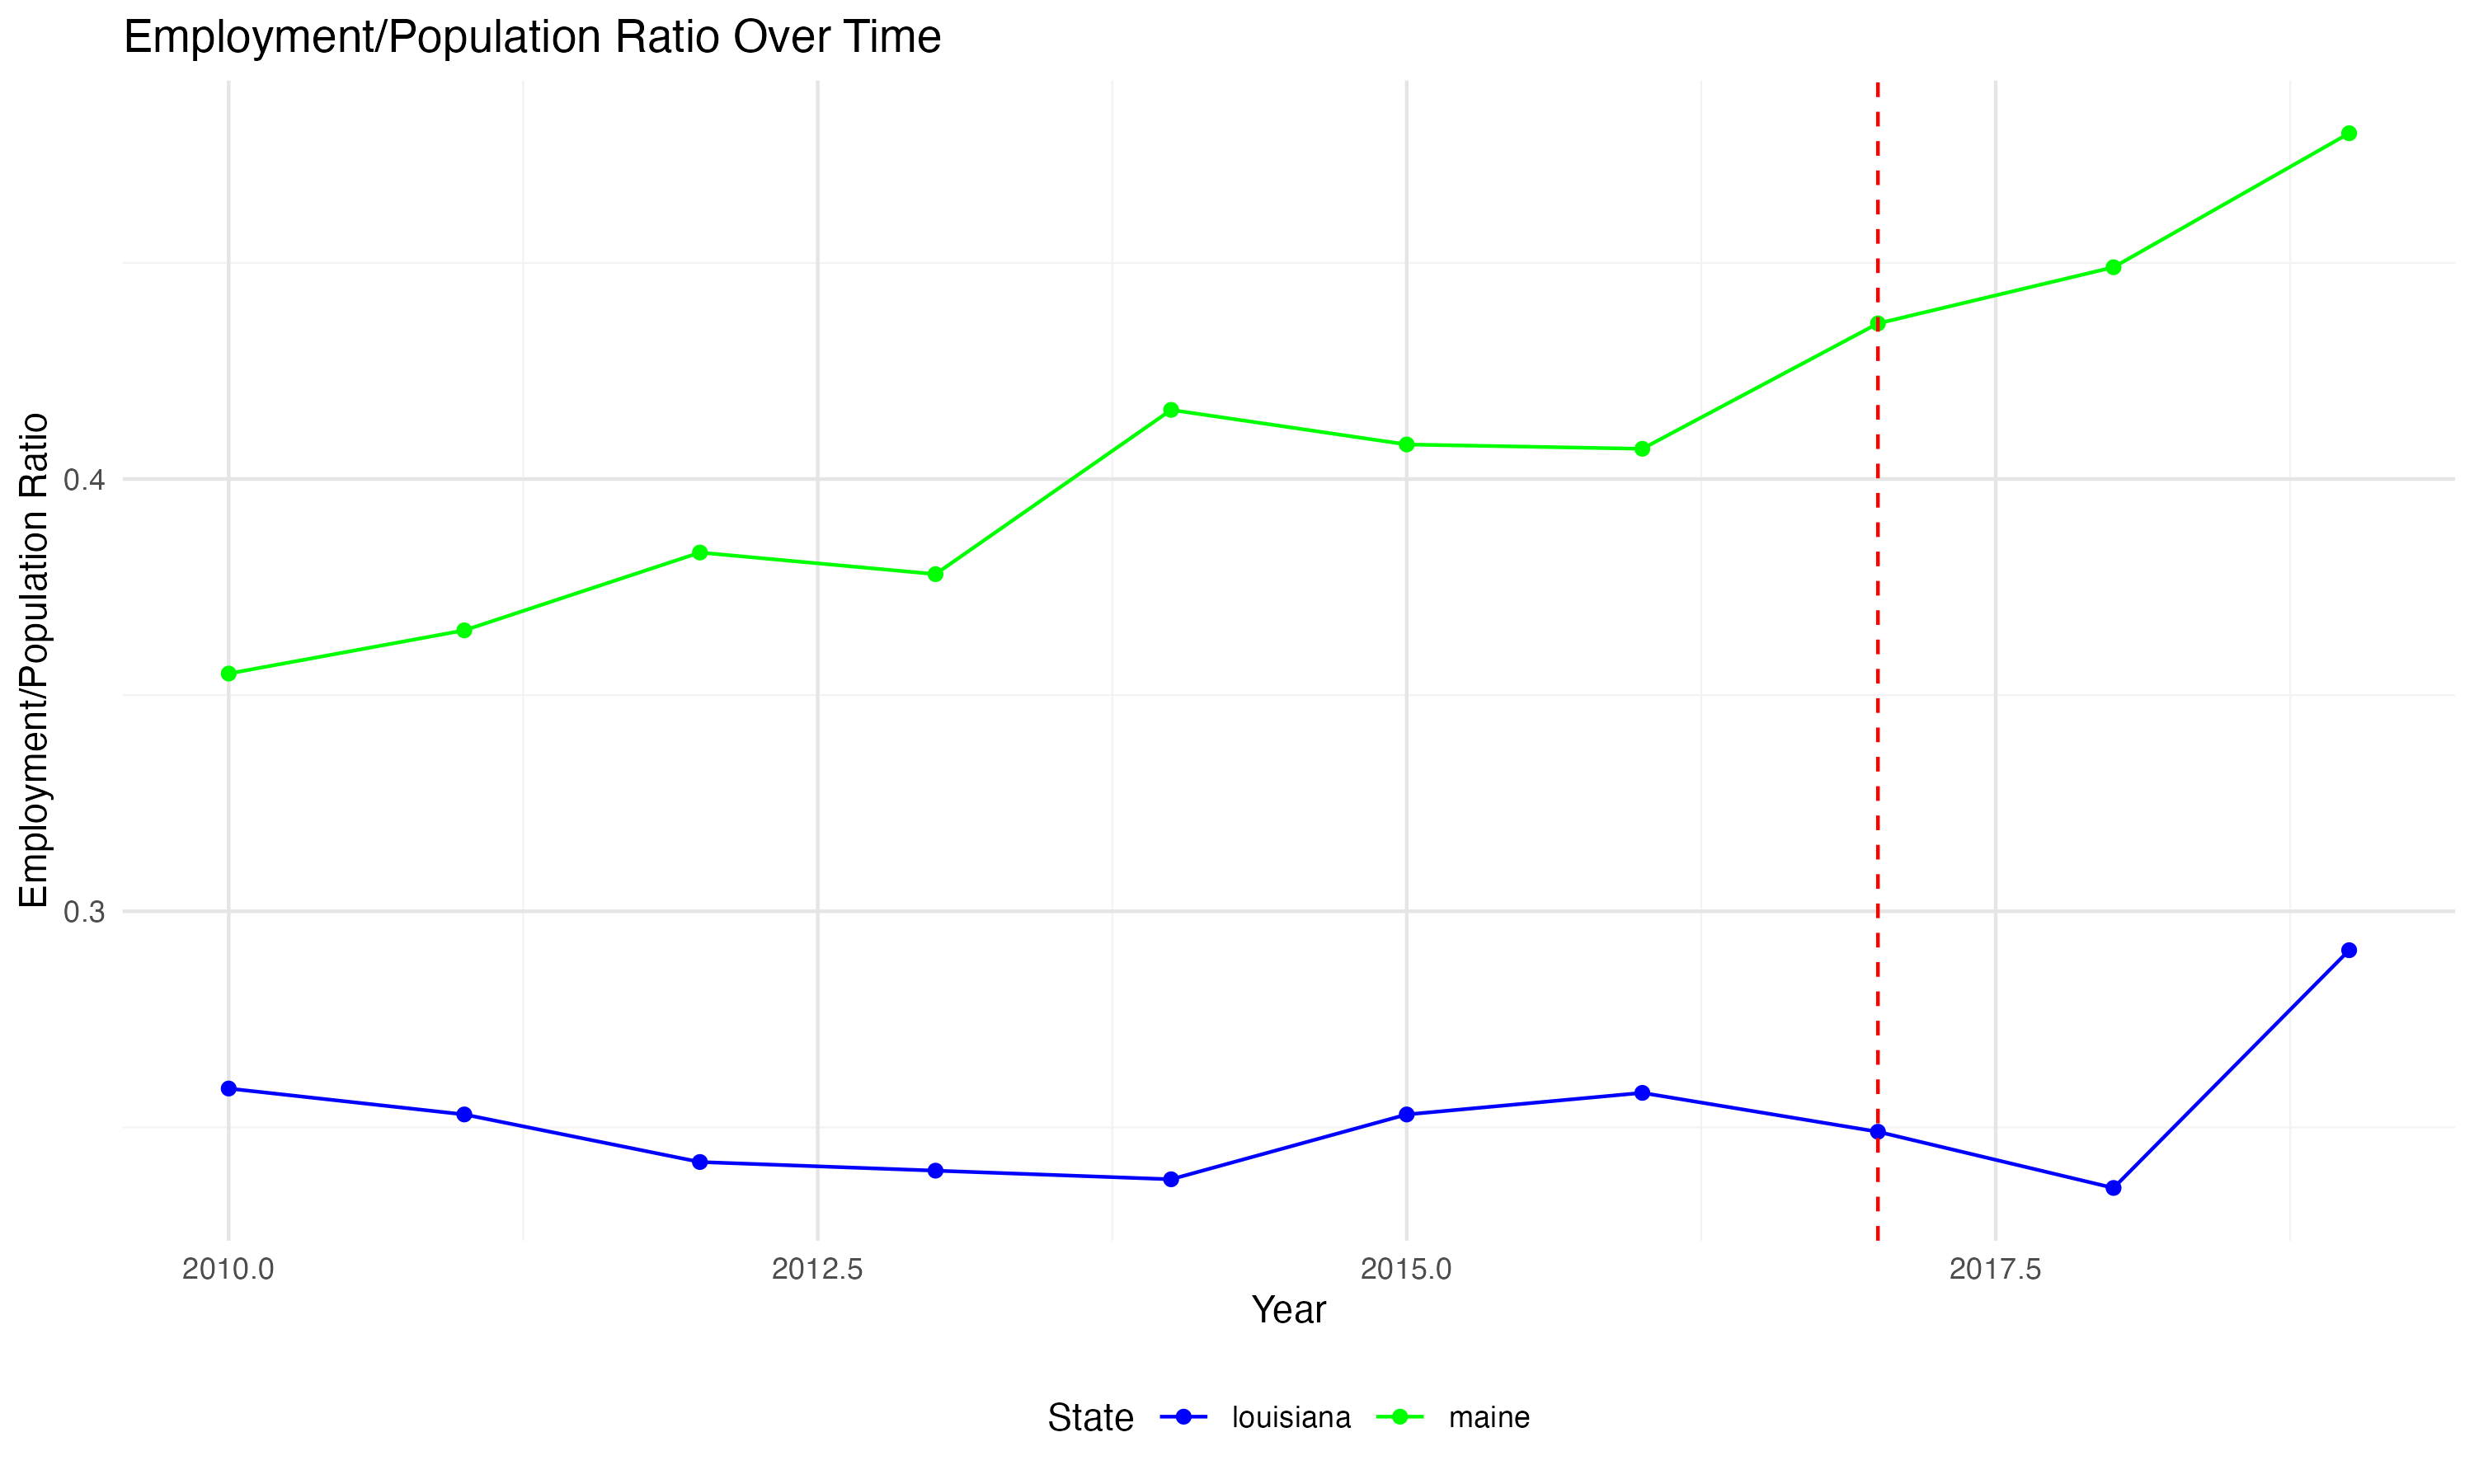 Employment/Population Ratio Over Time
Employment/Population Ratio
0.4
0.3
2010.0 2012.5 2015.0 2017.5
Year
State louisiana maine